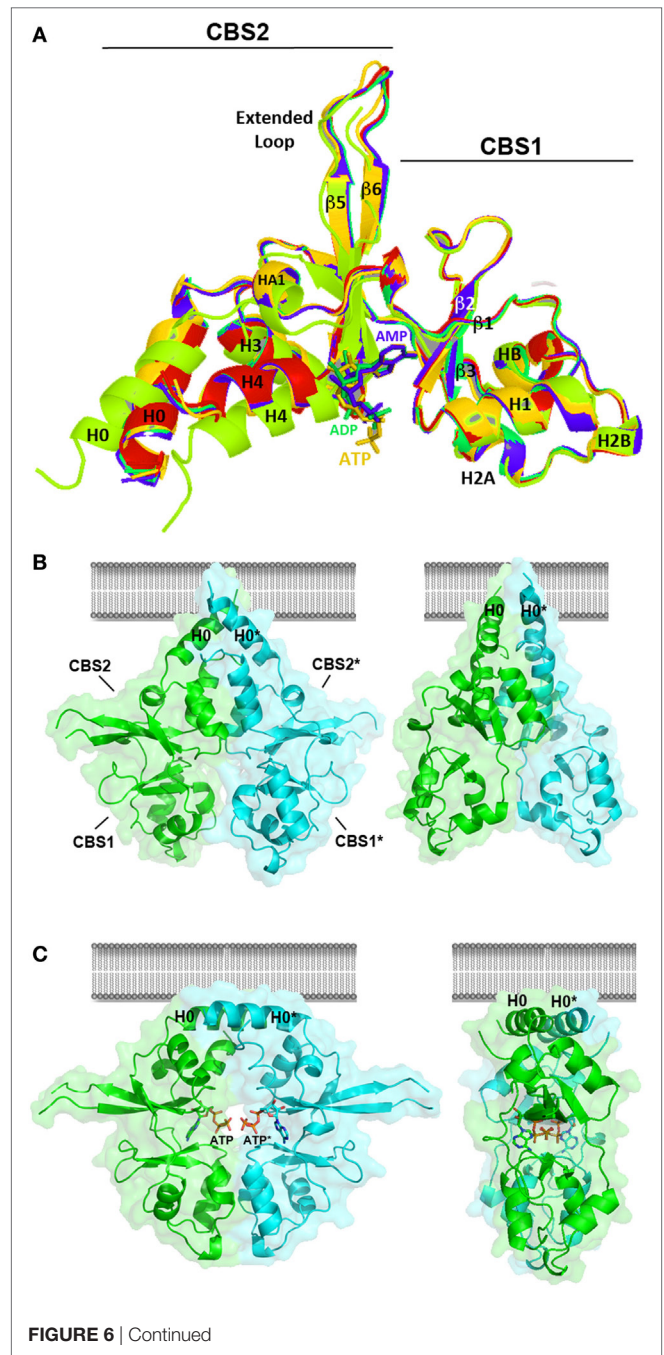 A
CBS2
Extended
Loop
CBS1
β5
β6
HA1
β2
β1
H3
AMP
β3
HB
H4
H1
H0
H0
H4
ADP
H2B
ATP
H2A
B
H0
H0*
H0
H0*
CBS2
CBS2*
CBS1
CBS1*
C
H0
H0*
H0
H0*
ATP
ATP*
FIGURE 6 | Continued